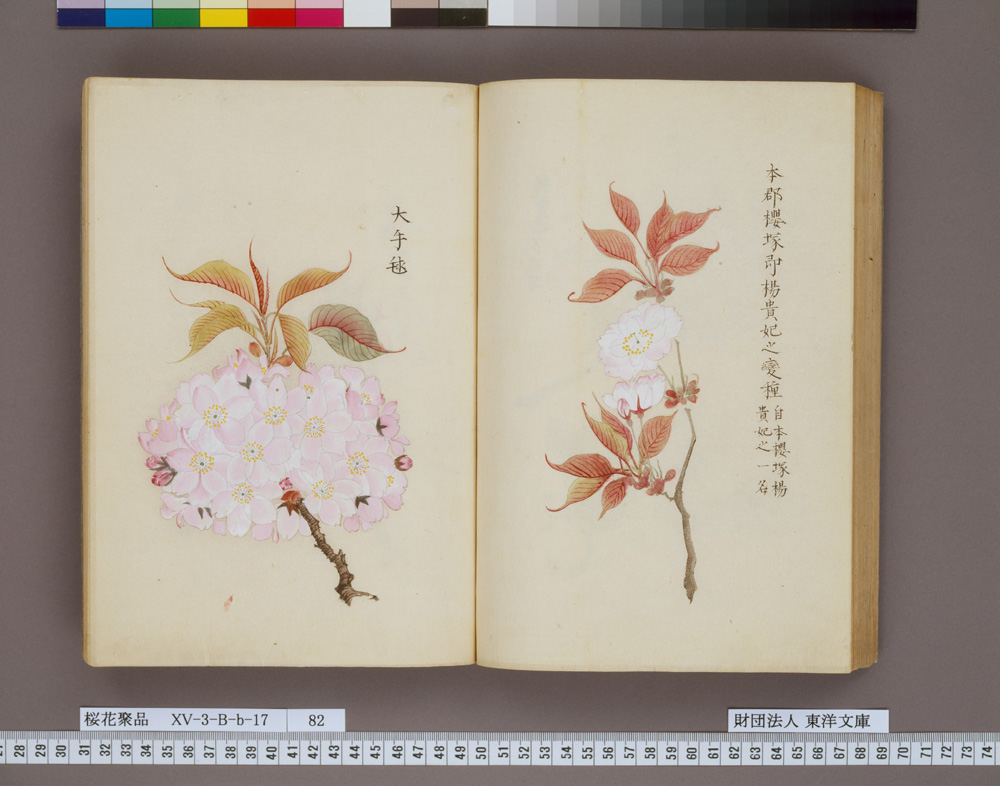 本郡櫻塚即楊貴妃之變種
自本櫻塚楊
貴妃之一名
大手毬
桜花聚品 XV-3-B-b-17 82
財団法人 東洋文庫
28 29 30 31 32 33 34 35 36 37 38 39 40 41 42 43 44 45 46 47 48 49 50 51 52 53 54 55 56 57 58 59 60 61 62 63 64 65 66 67 68 69 70 71 72 73 74